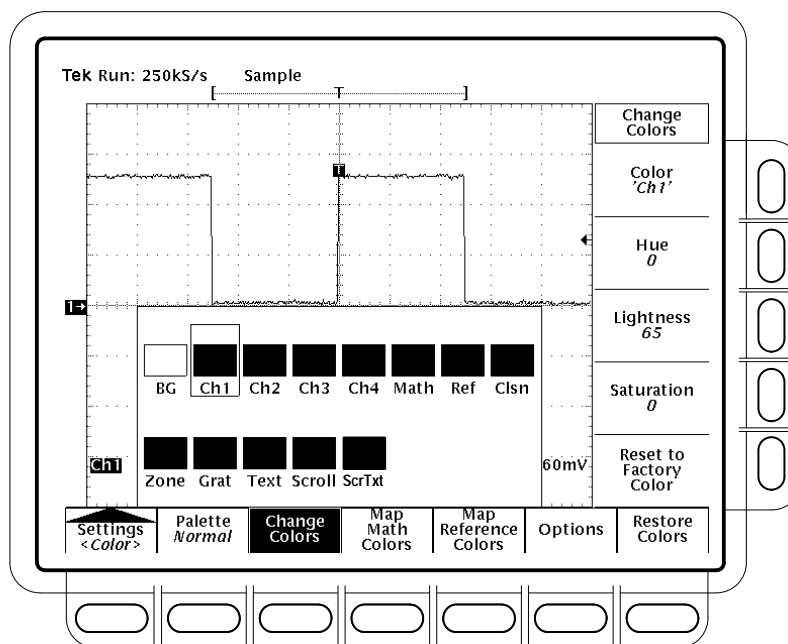 Tek Run: 250kS/s Sample
T
T
1→
BG Ch1 Ch2 Ch3 Ch4 Math Ref Clsn
Zone Grat Text Scroll ScrTxt
Ch1
60mV
Change
Colors
Color
'Ch1'
Hue
0
Lightness
65
Saturation
0
Reset to
Factory
Color
Settings
<Color>
Palette
Normal
Change
Colors
Map
Math
Colors
Map
Reference
Colors
Options
Restore
Colors